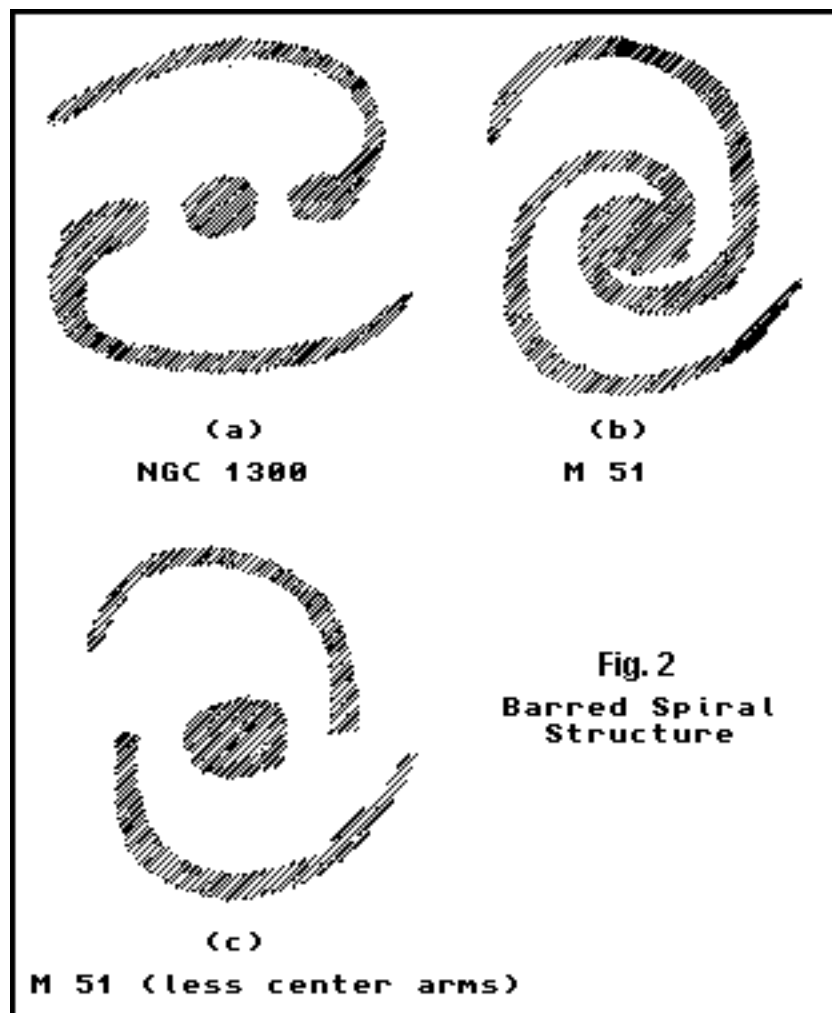 (a)
NGC 1300
(b)
M 51
Fig. 2
Barred Spiral
Structure
(c)
M 51 (less center arms)